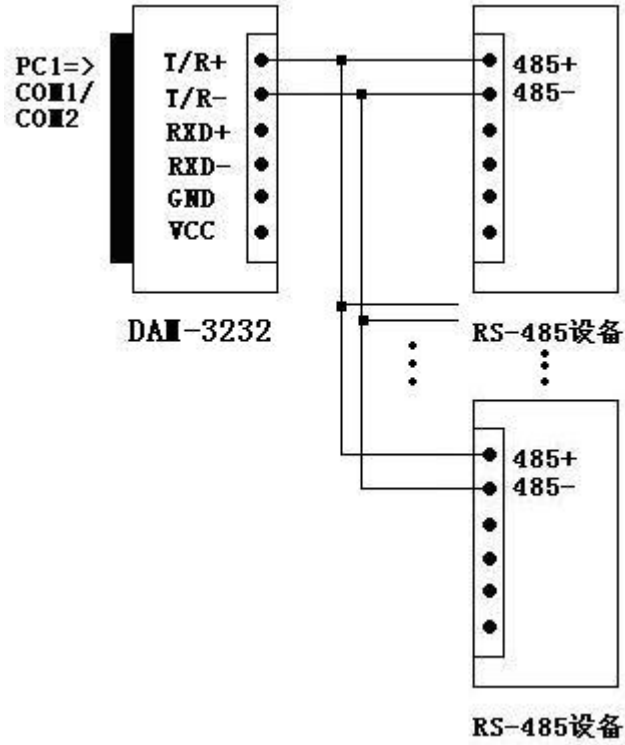 PC1=>
COM1/
COM2
T/R+
T/R-
RXD+
RXD-
GND
VCC
DAM-3232
485+
485-
RS-485设备
485+
485-
RS-485设备